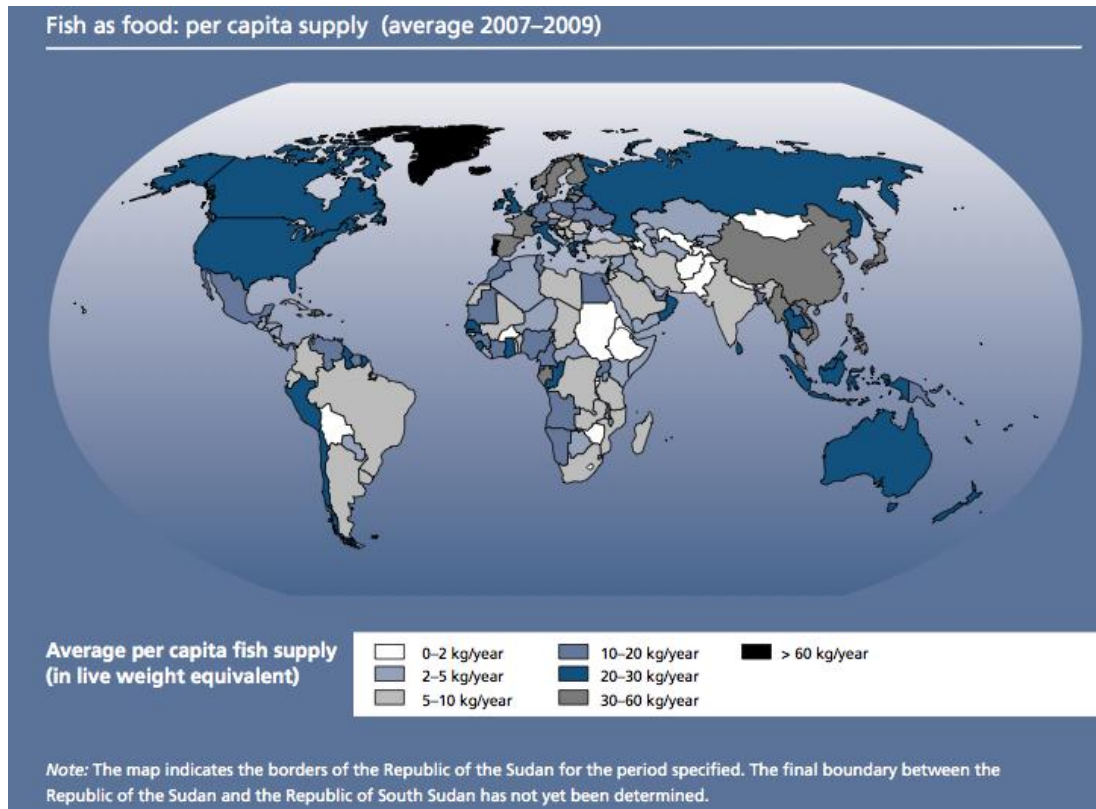 Fish as food: per capita supply (average 2007–2009)
Average per capita fish supply
(in live weight equivalent)
0–2 kg/year
2–5 kg/year
5–10 kg/year
10–20 kg/year
20–30 kg/year
30–60 kg/year
> 60 kg/year
Note: The map indicates the borders of the Republic of the Sudan for the period specified. The final boundary between the
Republic of the Sudan and the Republic of South Sudan has not yet been determined.